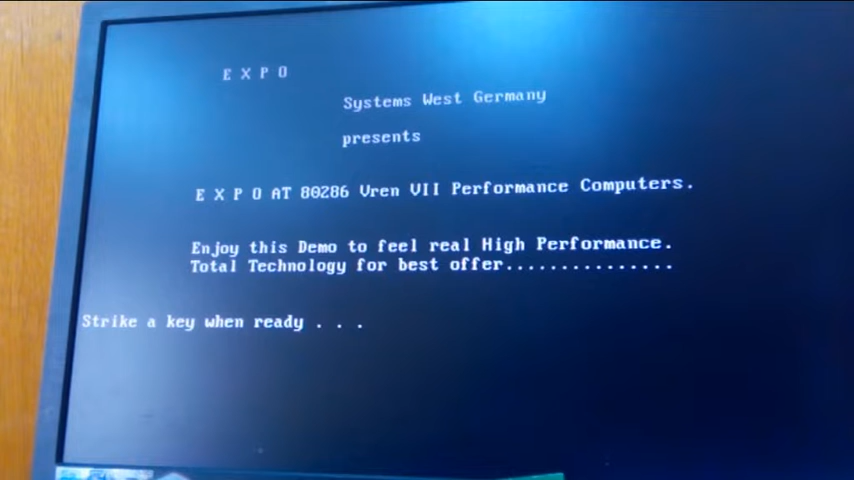 E X P O
Systems West Germany
presents
E X P O AT 80286 Vren VII Performance Computers.
Enjoy this Demo to feel real High Performance.
Total Technology for best offer...............
Strike a key when ready . . .